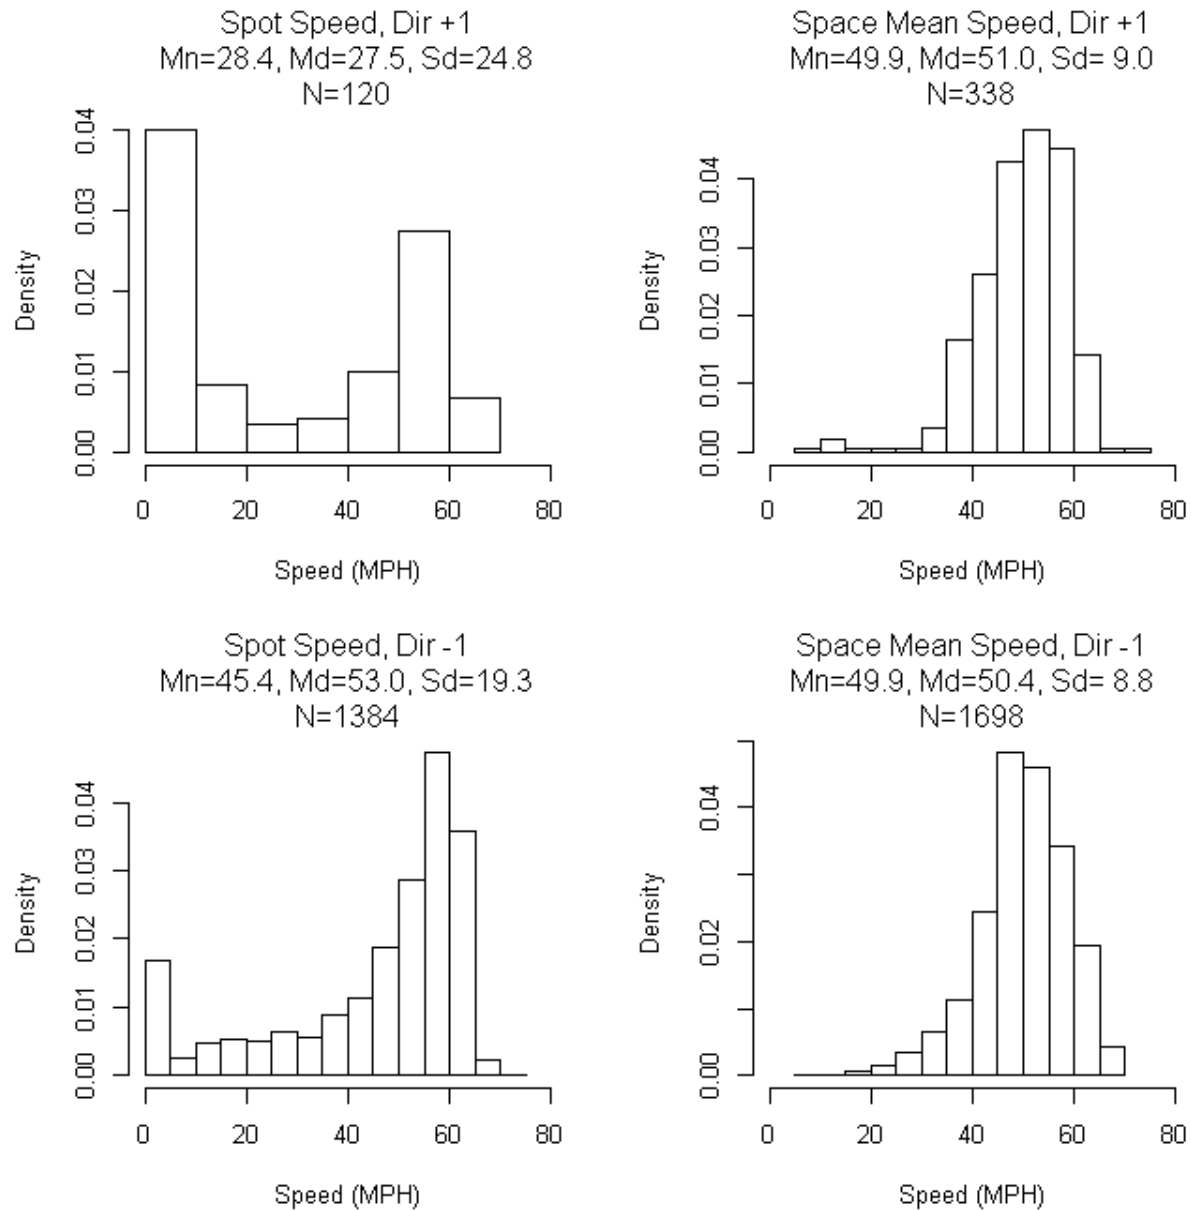 Spot Speed, Dir +1
Mn=28.4, Md=27.5, Sd=24.8
N=120
Density
0.04
0.03
0.02
0.01
0.00
0 20 40 60 80
Speed (MPH)
Space Mean Speed, Dir +1
Mn=49.9, Md=51.0, Sd= 9.0
N=338
Density
0.04
0.03
0.02
0.01
0.00
0 20 40 60 80
Speed (MPH)
Spot Speed, Dir -1
Mn=45.4, Md=53.0, Sd=19.3
N=1384
Density
0.04
0.03
0.02
0.01
0.00
0 20 40 60 80
Speed (MPH)
Space Mean Speed, Dir -1
Mn=49.9, Md=50.4, Sd= 8.8
N=1698
Density
0.04
0.02
0.00
0 20 40 60 80
Speed (MPH)